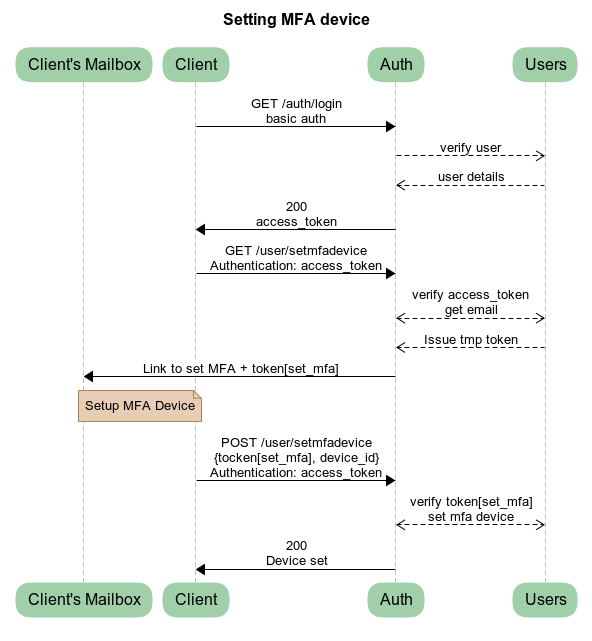 Setting MFA device
Client's Mailbox
Client
Auth
Users
GET /auth/login
basic auth
verify user
user details
200
access_token
GET /user/setmfadevice
Authentication: access_token
verify access_token
get email
Issue tmp token
Link to set MFA + token[set_mfa]
Setup MFA Device
POST /user/setmfadevice
{tocken[set_mfa], device_id}
Authentication: access_token
verify token[set_mfa]
set mfa device
200
Device set
Client's Mailbox
Client
Auth
Users